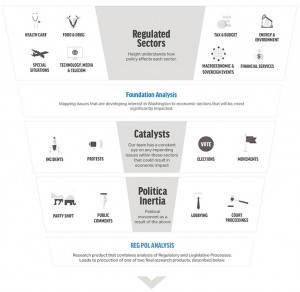 HEALTH CARE
FOOD & DRUG
Regulated
Sectors
TAX & BUDGET
ENERGY &
ENVIRONMENT
Height understands how
policy effects each sector.
SPECIAL
SITUATIONS
TECHNOLOGY, MEDIA
& TELECOM
MACROECONOMIC &
SOVEREIGN EVENTS
FINANCIAL SERVICES
Foundation Analysis
Mapping issues that are developing interest in Washington to economic sectors that will be most
significantly impacted.
Catalysts
Our team has a constant
eye on any impending
issues within those sectors
that could result in
economic impact
INCIDENTS
PROTESTS
VOTE
ELECTIONS
MOVEMENTS
Politica
Inertia
Political
movement as a
result of the above
PARTY SHIFT
PUBLIC
COMMENTS
LOBBYING
COURT
PROCEEDINGS
REG POL ANALYSIS
Research product that combines analysis of Regulatory and Legislative Processes.
Leads to precution of one of two final research products, described below